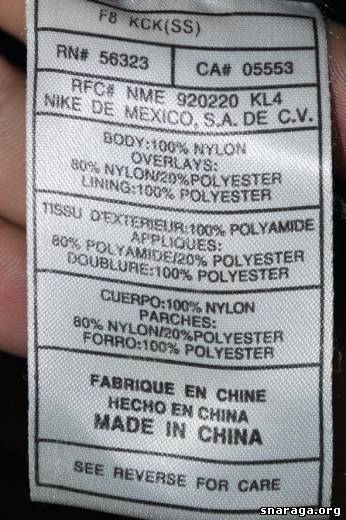 F8 KCK(SS)
RN# 56323 CA# 05553
RFC# NME 920220 KL4
NIKE DE MEXICO, S.A. DE C.V.
BODY:100% NYLON
OVERLAYS:
80% NYLON/20%POLYESTER
LINING:100% POLYESTER
TISSU D'EXTERIEUR:100% POLYAMIDE
APPLIQUES:
80% POLYAMIDE/20% POLYESTER
DOUBLURE:100% POLYESTER
CUERPO:100% NYLON
PARCHES:
80% NYLON/20%POLYESTER
FORRO:100% POLYESTER
FABRIQUE EN CHINE
HECHO EN CHINA
MADE IN CHINA
SEE REVERSE FOR CARE
snaraga.org